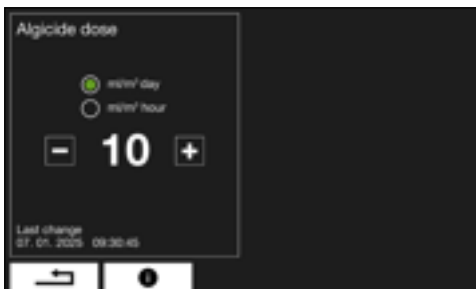 Algicide dose
ml/m³ day
ml/m³ hour
- 10 +
Last change
07. 01. 2025 09:30:45